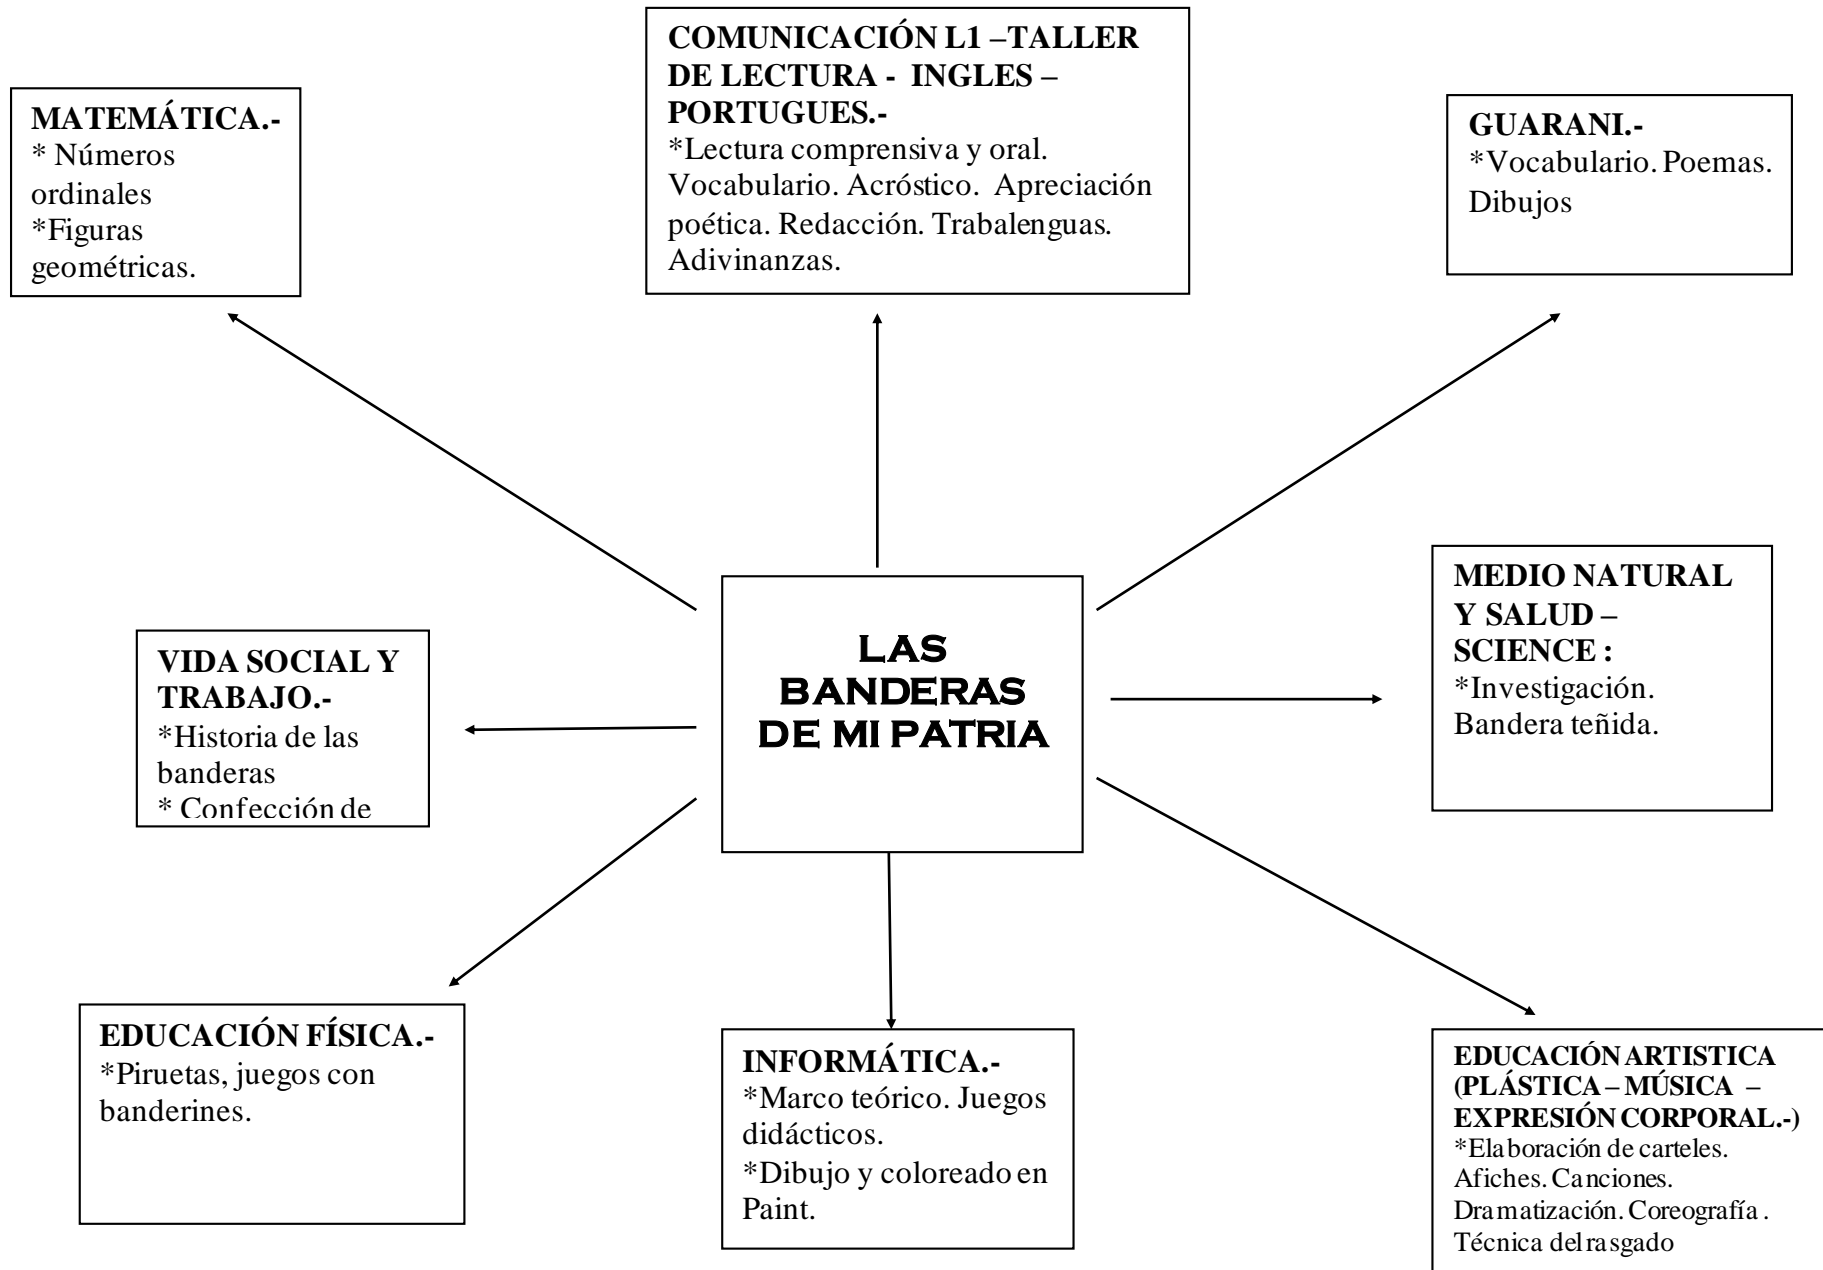 COMUNICACIÓN L1 –TALLER
DE LECTURA - INGLES –
PORTUGUES.-
*Lectura comprensiva y oral.
Vocabulario. Acróstico. Apreciación
poética. Redacción. Trabalenguas.
Adivinanzas.
MATEMÁTICA.-
* Números
ordinales
*Figuras
geométricas.
GUARANI.-
*Vocabulario. Poemas.
Dibujos
MEDIO NATURAL
Y SALUD –
SCIENCE :
*Investigación.
Bandera teñida.
LAS
BANDERAS
DE MI PATRIA
VIDA SOCIAL Y
TRABAJO.-
*Historia de las
banderas
* Confección de
EDUCACIÓN FÍSICA.-
*Piruetas, juegos con
banderines.
INFORMÁTICA.-
*Marco teórico. Juegos
didácticos.
*Dibujo y coloreado en
Paint.
EDUCACIÓN ARTISTICA
(PLÁSTICA – MÚSICA –
EXPRESIÓN CORPORAL.-)
*Elaboración de carteles.
Afiches. Canciones.
Dramatización. Coreografía .
Técnica del rasgado